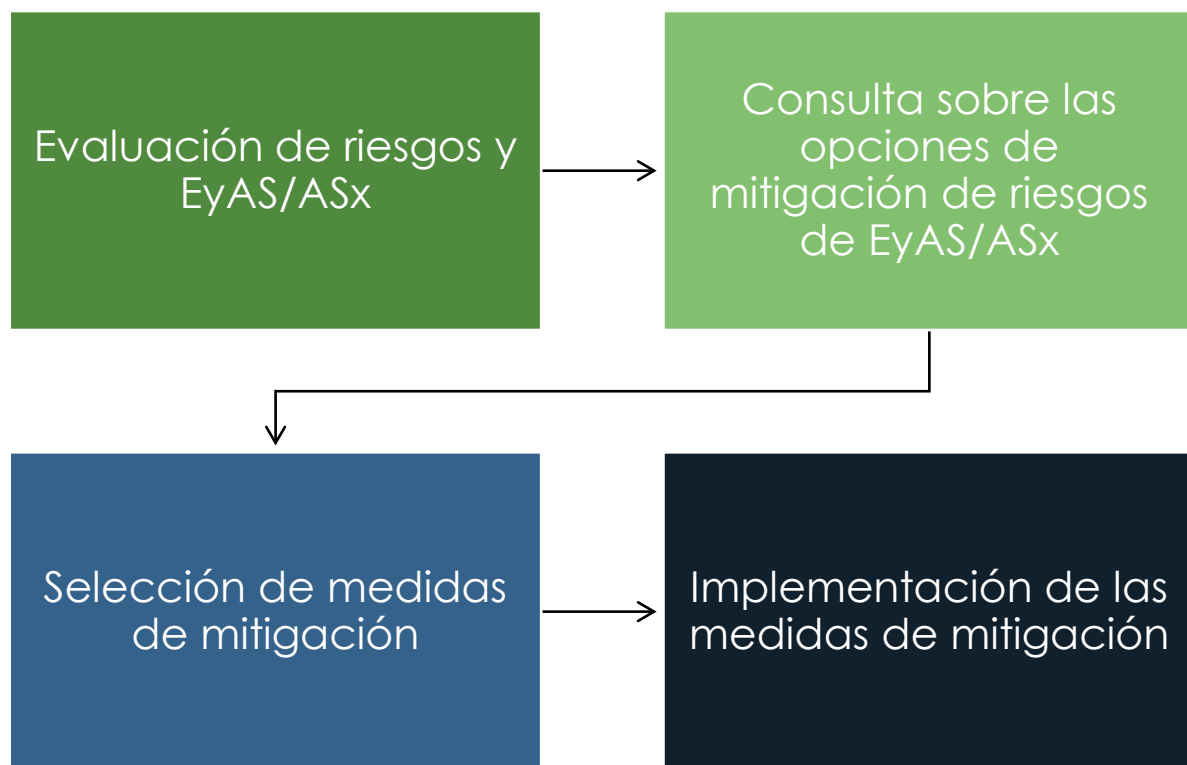 Evaluación de riesgos y
EyAS/ASx
Consulta sobre las
opciones de
mitigación de riesgos
de EyAS/ASx
Selección de medidas
de mitigación
Implementación de las
medidas de mitigación